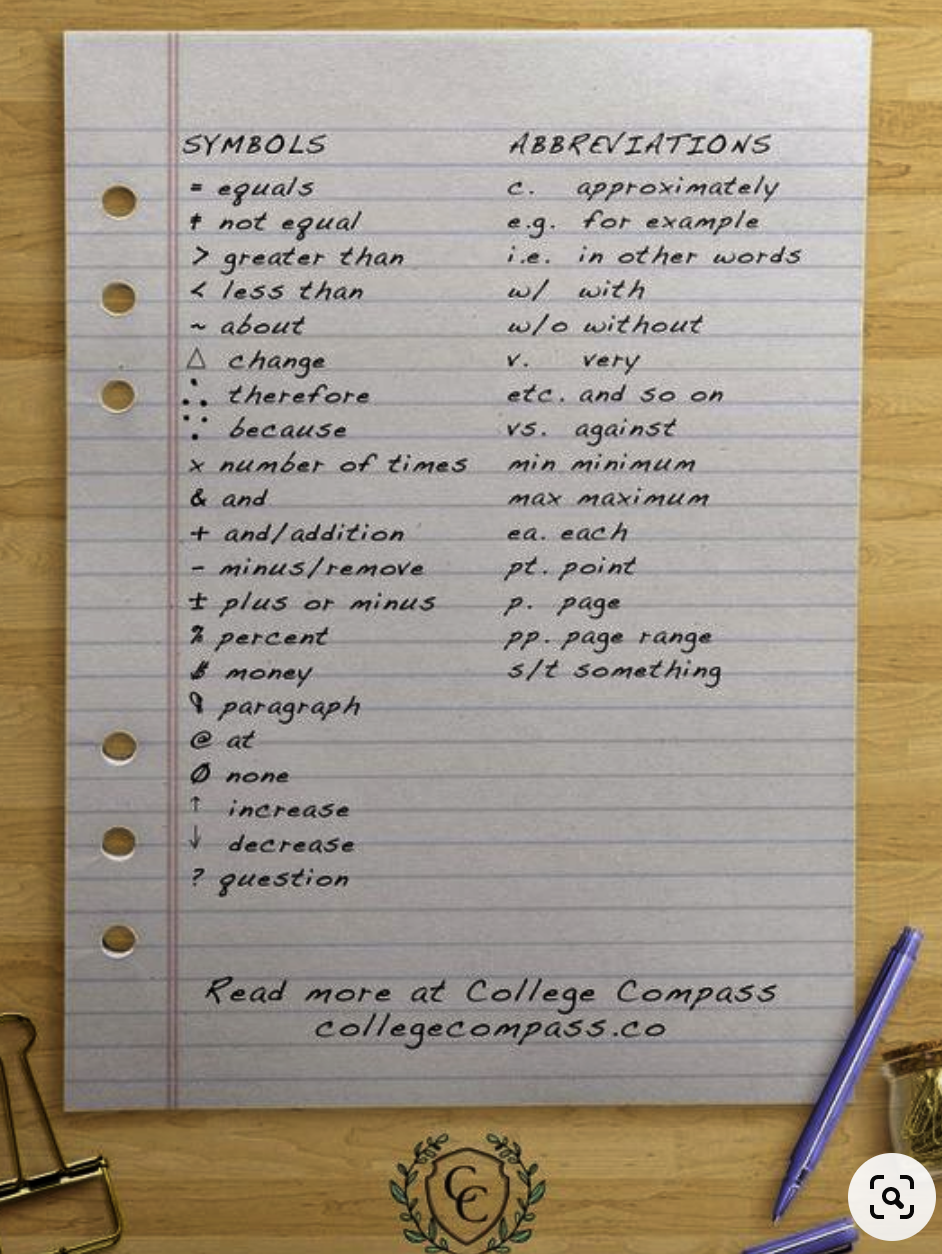 SYMBOLS
= equals
≠ not equal
> greater than
< less than
~ about
△ change
∴ therefore
∵ because
x number of times
& and
+ and/addition
- minus/remove
± plus or minus
% percent
$ money
¶ paragraph
@ at
Ø none
↑ increase
↓ decrease
? question
ABBREVIATIONS
c. approximately
e.g. for example
i.e. in other words
w/ with
w/o without
v. very
etc. and so on
vs. against
min minimum
max maximum
ea. each
pt. point
p. page
pp. page range
s/t something
Read more at College Compass
collegecompass.co
CC